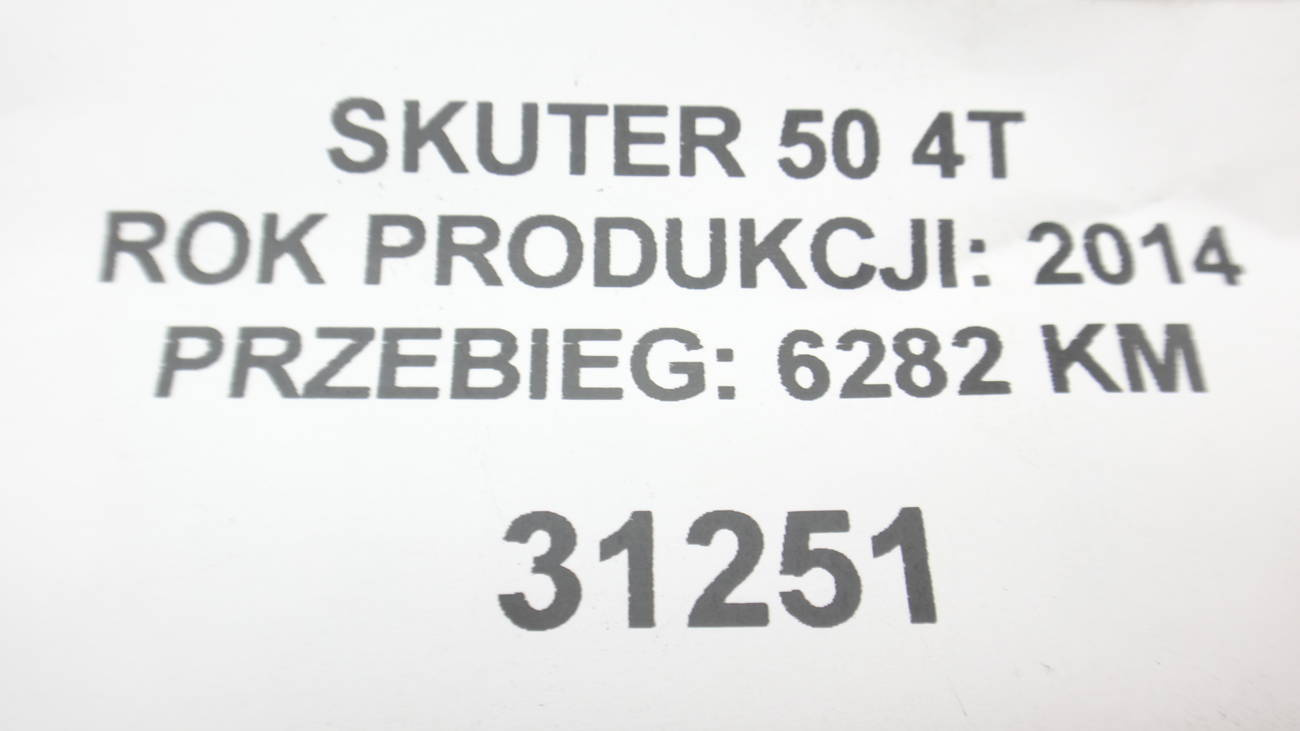 SKUTER 50 4T
ROK PRODUKCJI: 2014
PRZEBIEG: 6282 KM
31251